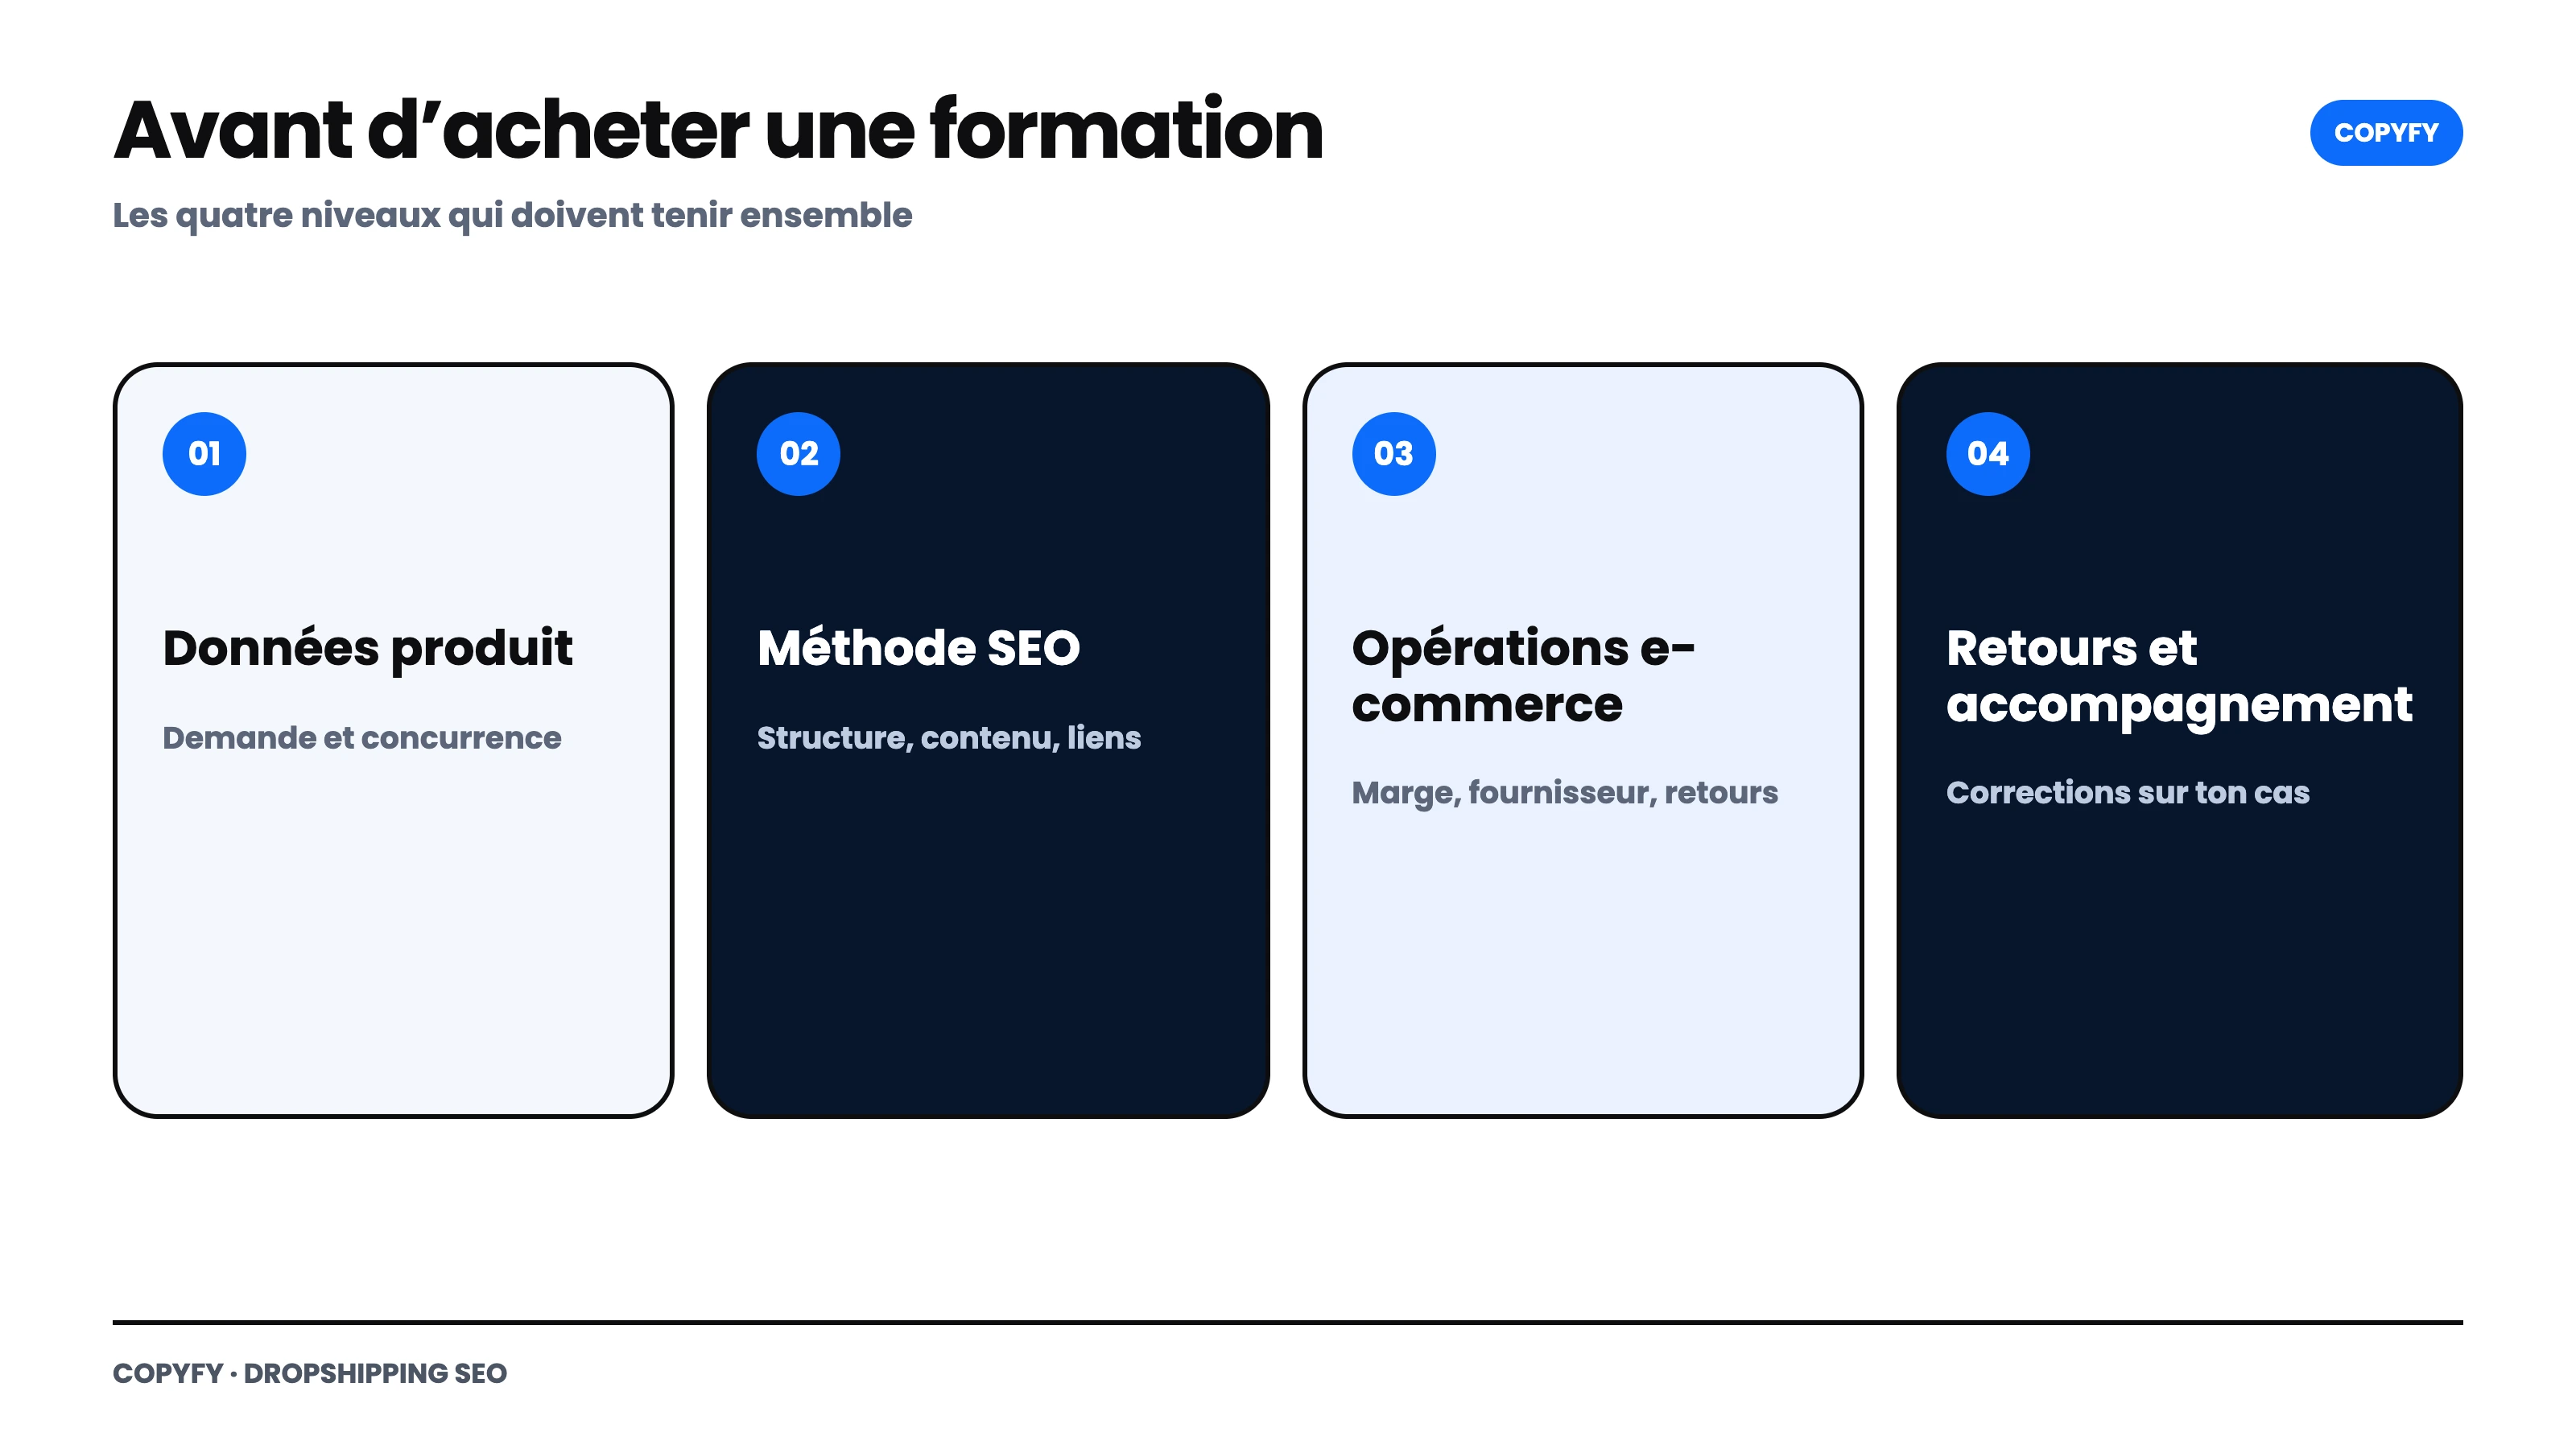 Avant d’acheter une formation
COPYFY
Les quatre niveaux qui doivent tenir ensemble
01
Données produit
Demande et concurrence
02
Méthode SEO
Structure, contenu, liens
03
Opérations e-
commerce
Marge, fournisseur, retours
04
Retours et
accompagnement
Corrections sur ton cas
COPYFY · DROPSHIPPING SEO